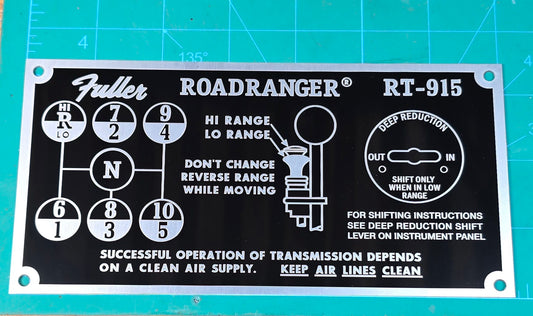 4
135°
Fuller ROADRANGER® RT-915
HI
R
LO
7
2
9
4
N
6
1
8
3
10
5
HI RANGE
LO RANGE
DON'T CHANGE
REVERSE RANGE
WHILE MOVING
DEEP REDUCTION
OUT IN
SHIFT ONLY
WHEN IN LOW
RANGE
FOR SHIFTING INSTRUCTIONS
SEE DEEP REDUCTION SHIFT
LEVER ON INSTRUMENT PANEL
SUCCESSFUL OPERATION OF TRANSMISSION DEPENDS
ON A CLEAN AIR SUPPLY. KEEP AIR LINES CLEAN